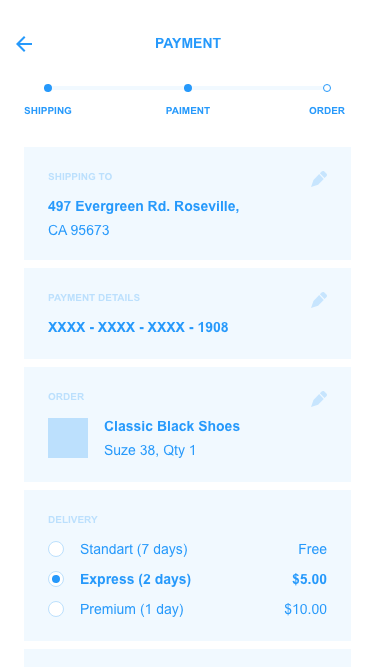 PAYMENT
SHIPPING PAIMENT ORDER
SHIPPING TO
497 Evergreen Rd. Roseville,
CA 95673
PAYMENT DETAILS
XXXX - XXXX - XXXX - 1908
ORDER
Classic Black Shoes
Suze 38, Qty 1
DELIVERY
Standart (7 days) Free
Express (2 days) $5.00
Premium (1 day) $10.00